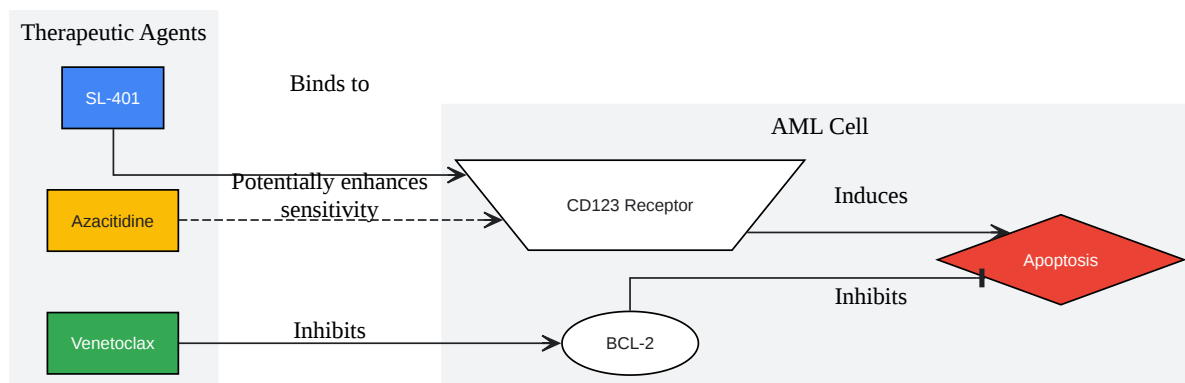 Therapeutic Agents
SL-401
Binds to
AML Cell
Potentially enhances
sensitivity
CD123 Receptor
Induces
Azacitidine
Apoptosis
Inhibits
Venetoclax
Inhibits
BCL-2